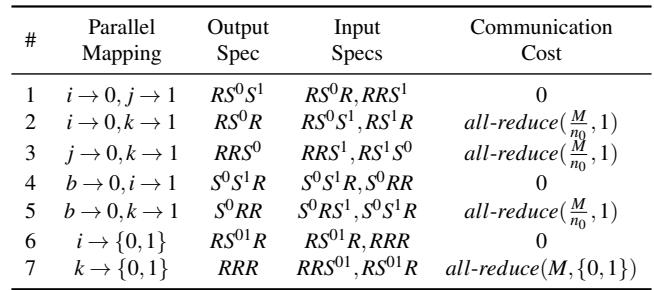 # Parallel Mapping Output Spec Input Specs Communication Cost
1 i → 0, j → 1 RS⁰S¹ RS⁰R, RRS¹ 0
2 i → 0, k → 1 RS⁰R RS⁰S¹, RS¹R all-reduce(M/n₀, 1)
3 j → 0, k → 1 RRS⁰ RRS¹, RS¹S⁰ all-reduce(M/n₀, 1)
4 b → 0, i → 1 S⁰S¹R S⁰S¹R, S⁰RR 0
5 b → 0, k → 1 S⁰RR S⁰RS¹, S⁰S¹R all-reduce(M/n₀, 1)
6 i → {0, 1} RS⁰¹R RS⁰¹R, RRR 0
7 k → {0, 1} RRR RRS⁰¹, RS⁰¹R all-reduce(M, {0, 1})